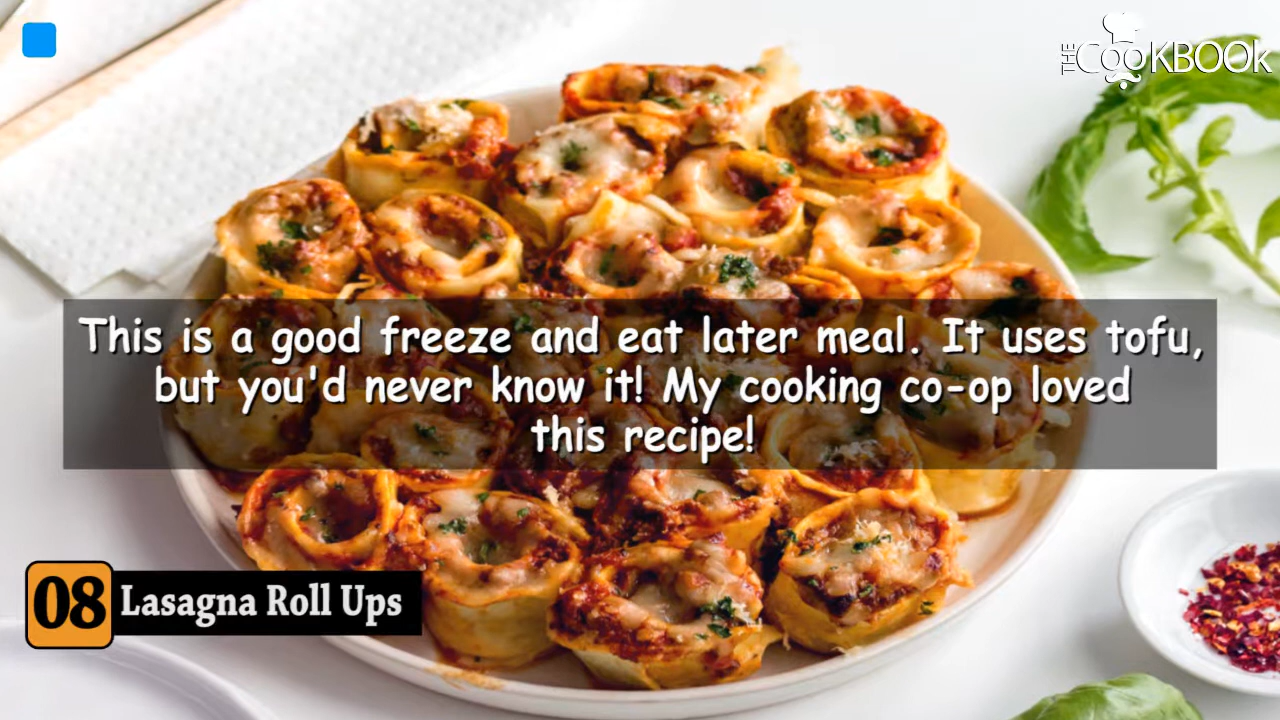 THE COOKBOOK
This is a good freeze and eat later meal. It uses tofu,
but you'd never know it! My cooking co-op loved
this recipe!
08 Lasagna Roll Ups